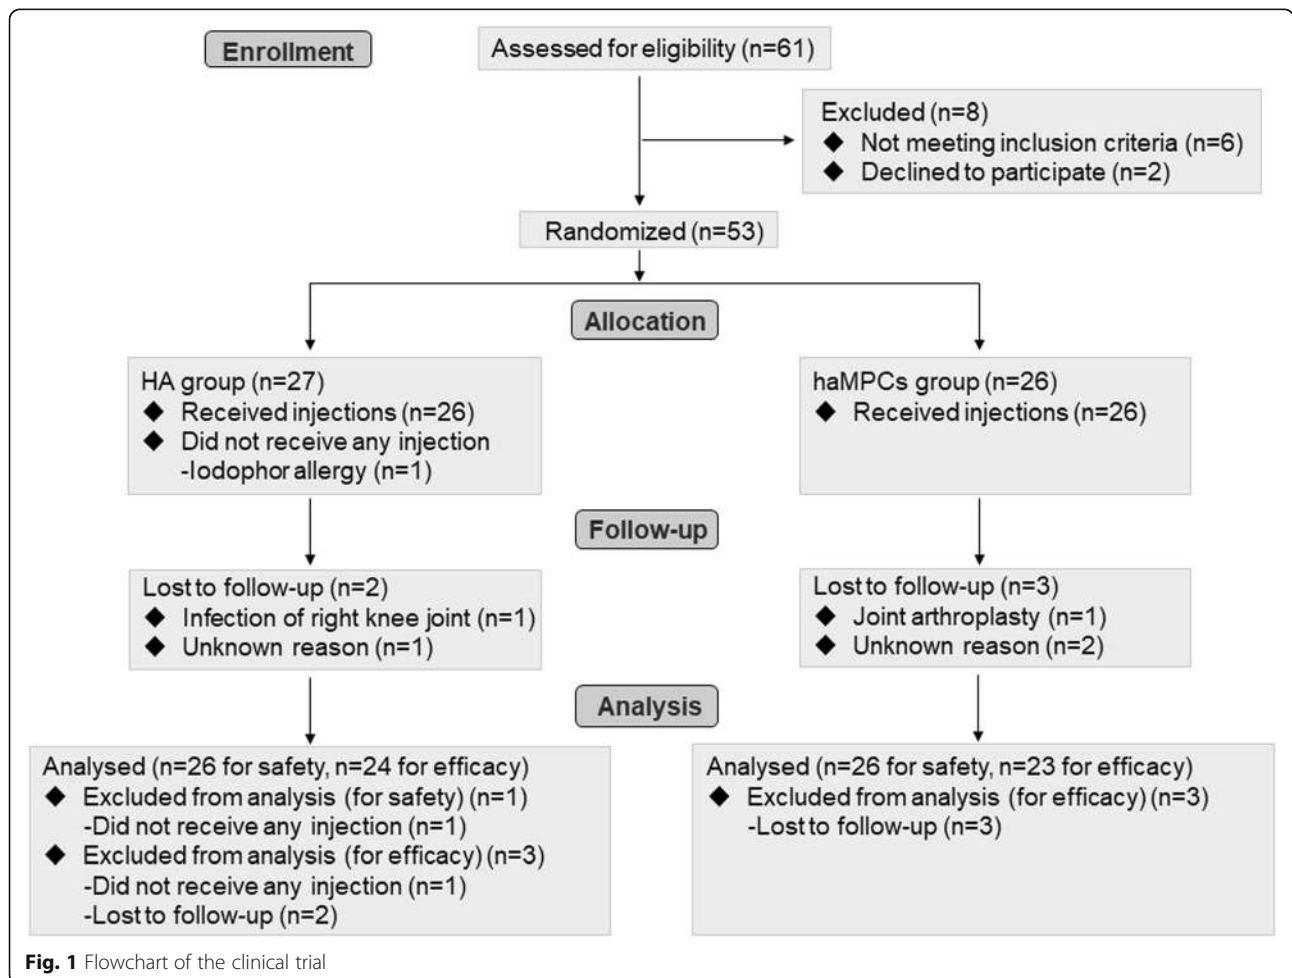 Enrollment
Assessed for eligibility (n=61)
Excluded (n=8)
◆ Not meeting inclusion criteria (n=6)
◆ Declined to participate (n=2)
Randomized (n=53)
Allocation
HA group (n=27)
◆ Received injections (n=26)
◆ Did not receive any injection
-Iodophor allergy (n=1)
haMPCs group (n=26)
◆ Received injections (n=26)
Follow-up
Lost to follow-up (n=2)
◆ Infection of right knee joint (n=1)
◆ Unknown reason (n=1)
Lost to follow-up (n=3)
◆ Joint arthroplasty (n=1)
◆ Unknown reason (n=2)
Analysis
Analysed (n=26 for safety, n=24 for efficacy)
◆ Excluded from analysis (for safety) (n=1)
-Did not receive any injection (n=1)
◆ Excluded from analysis (for efficacy) (n=3)
-Did not receive any injection (n=1)
-Lost to follow-up (n=2)
Analysed (n=26 for safety, n=23 for efficacy)
◆ Excluded from analysis (for efficacy) (n=3)
-Lost to follow-up (n=3)
Fig. 1 Flowchart of the clinical trial